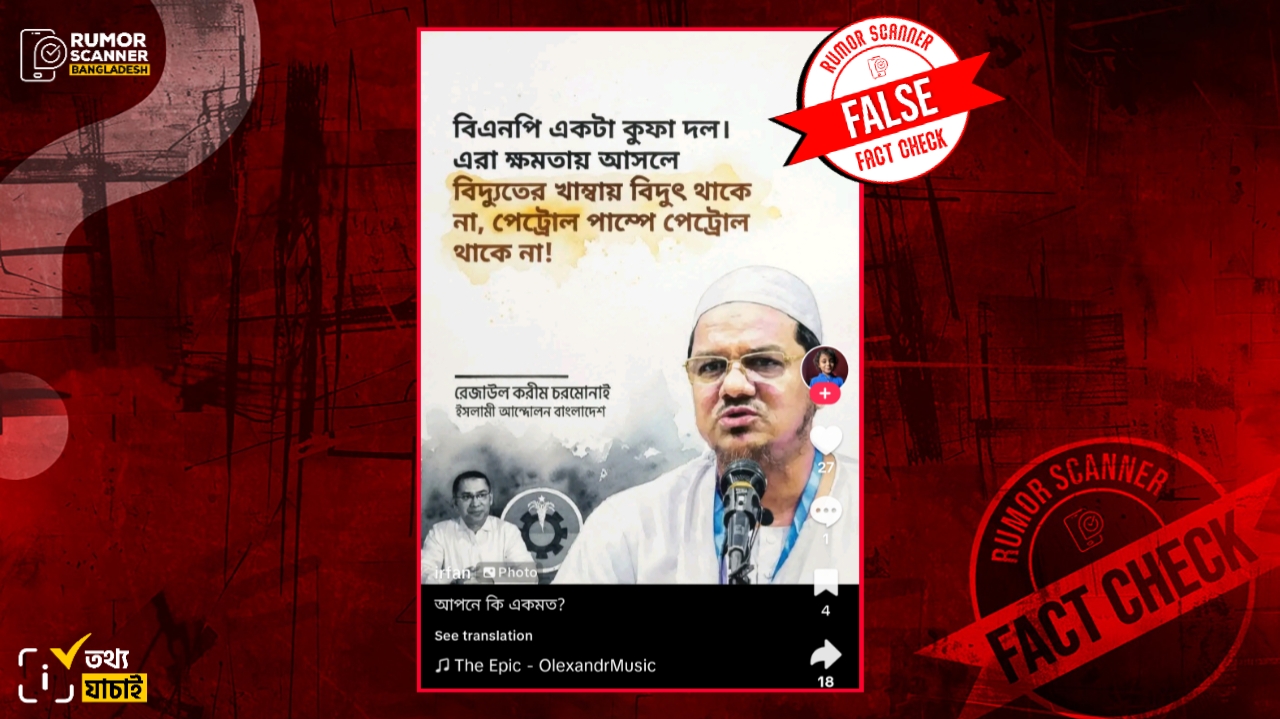 RUMOR
SCANNER
BANGLADESH
RUMOR SCANNER
FALSE
FACT CHECK
বিএনপি একটা কুফা দল।
এরা ক্ষমতায় আসলে
বিদ্যুতের খাম্বায় বিদুৎ থাকে
না, পেট্রোল পাম্পে পেট্রোল
থাকে না!
রেজাউল করীম চরমোনাই
ইসলামী আন্দোলন বাংলাদেশ
27
1
irfan
Photo
আপনে কি একমত?
4
See translation
The Epic - OlexandrMusic
18
RUMOR SCANNER
FACT CHECK
তথ্য
যাচাই